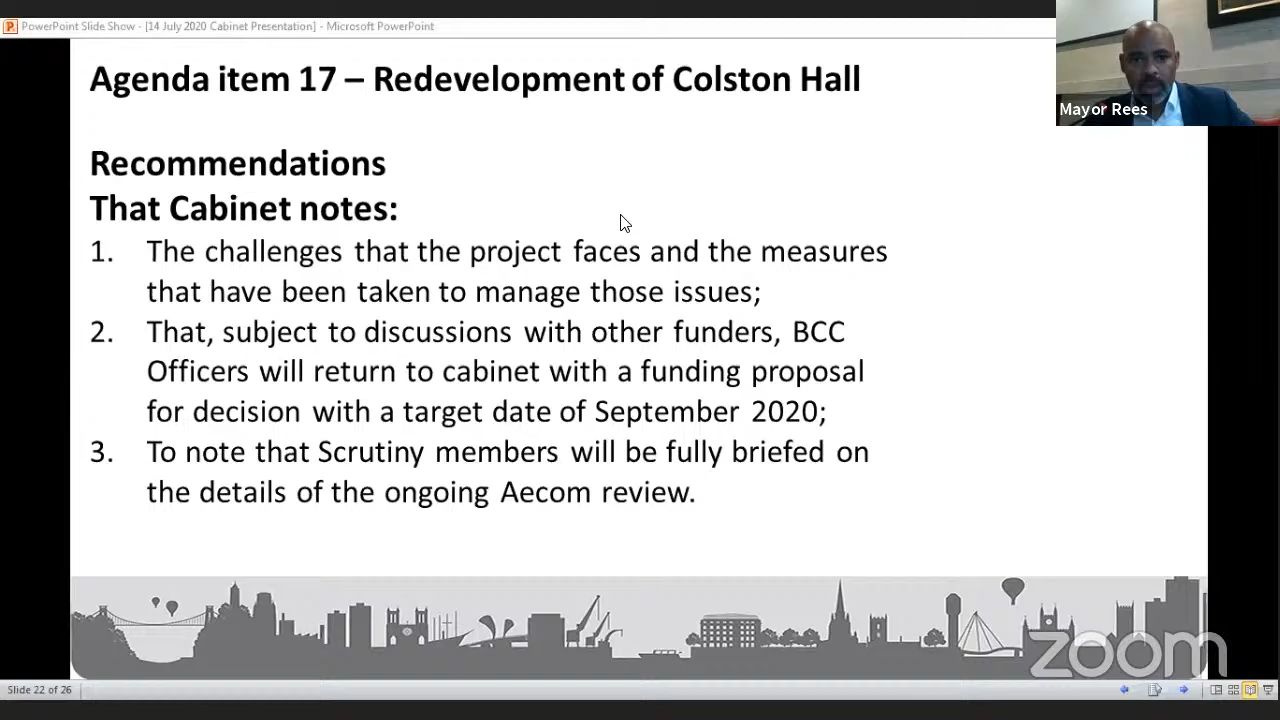 PowerPoint Slide Show - [14 July 2020 Cabinet Presentation] - Microsoft PowerPoint
Mayor Rees
Agenda item 17 – Redevelopment of Colston Hall
Recommendations
That Cabinet notes:
1. The challenges that the project faces and the measures
that have been taken to manage those issues;
2. That, subject to discussions with other funders, BCC
Officers will return to cabinet with a funding proposal
for decision with a target date of September 2020;
3. To note that Scrutiny members will be fully briefed on
the details of the ongoing Aecom review.
zoom
Slide 22 of 26